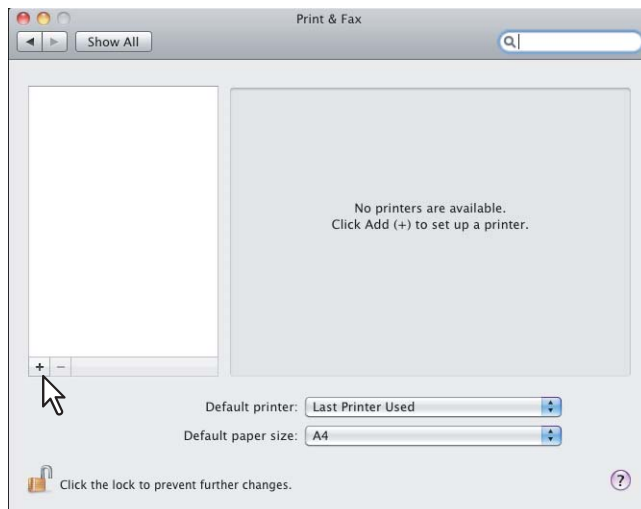 Print & Fax
Show All
No printers are available.
Click Add (+) to set up a printer.
+ −
Default printer: Last Printer Used
Default paper size: A4
Click the lock to prevent further changes.
?